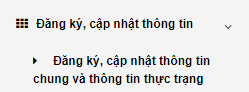 Đăng ký, cập nhật thông tin
Đăng ký, cập nhật thông tin
chung và thông tin thực trạng